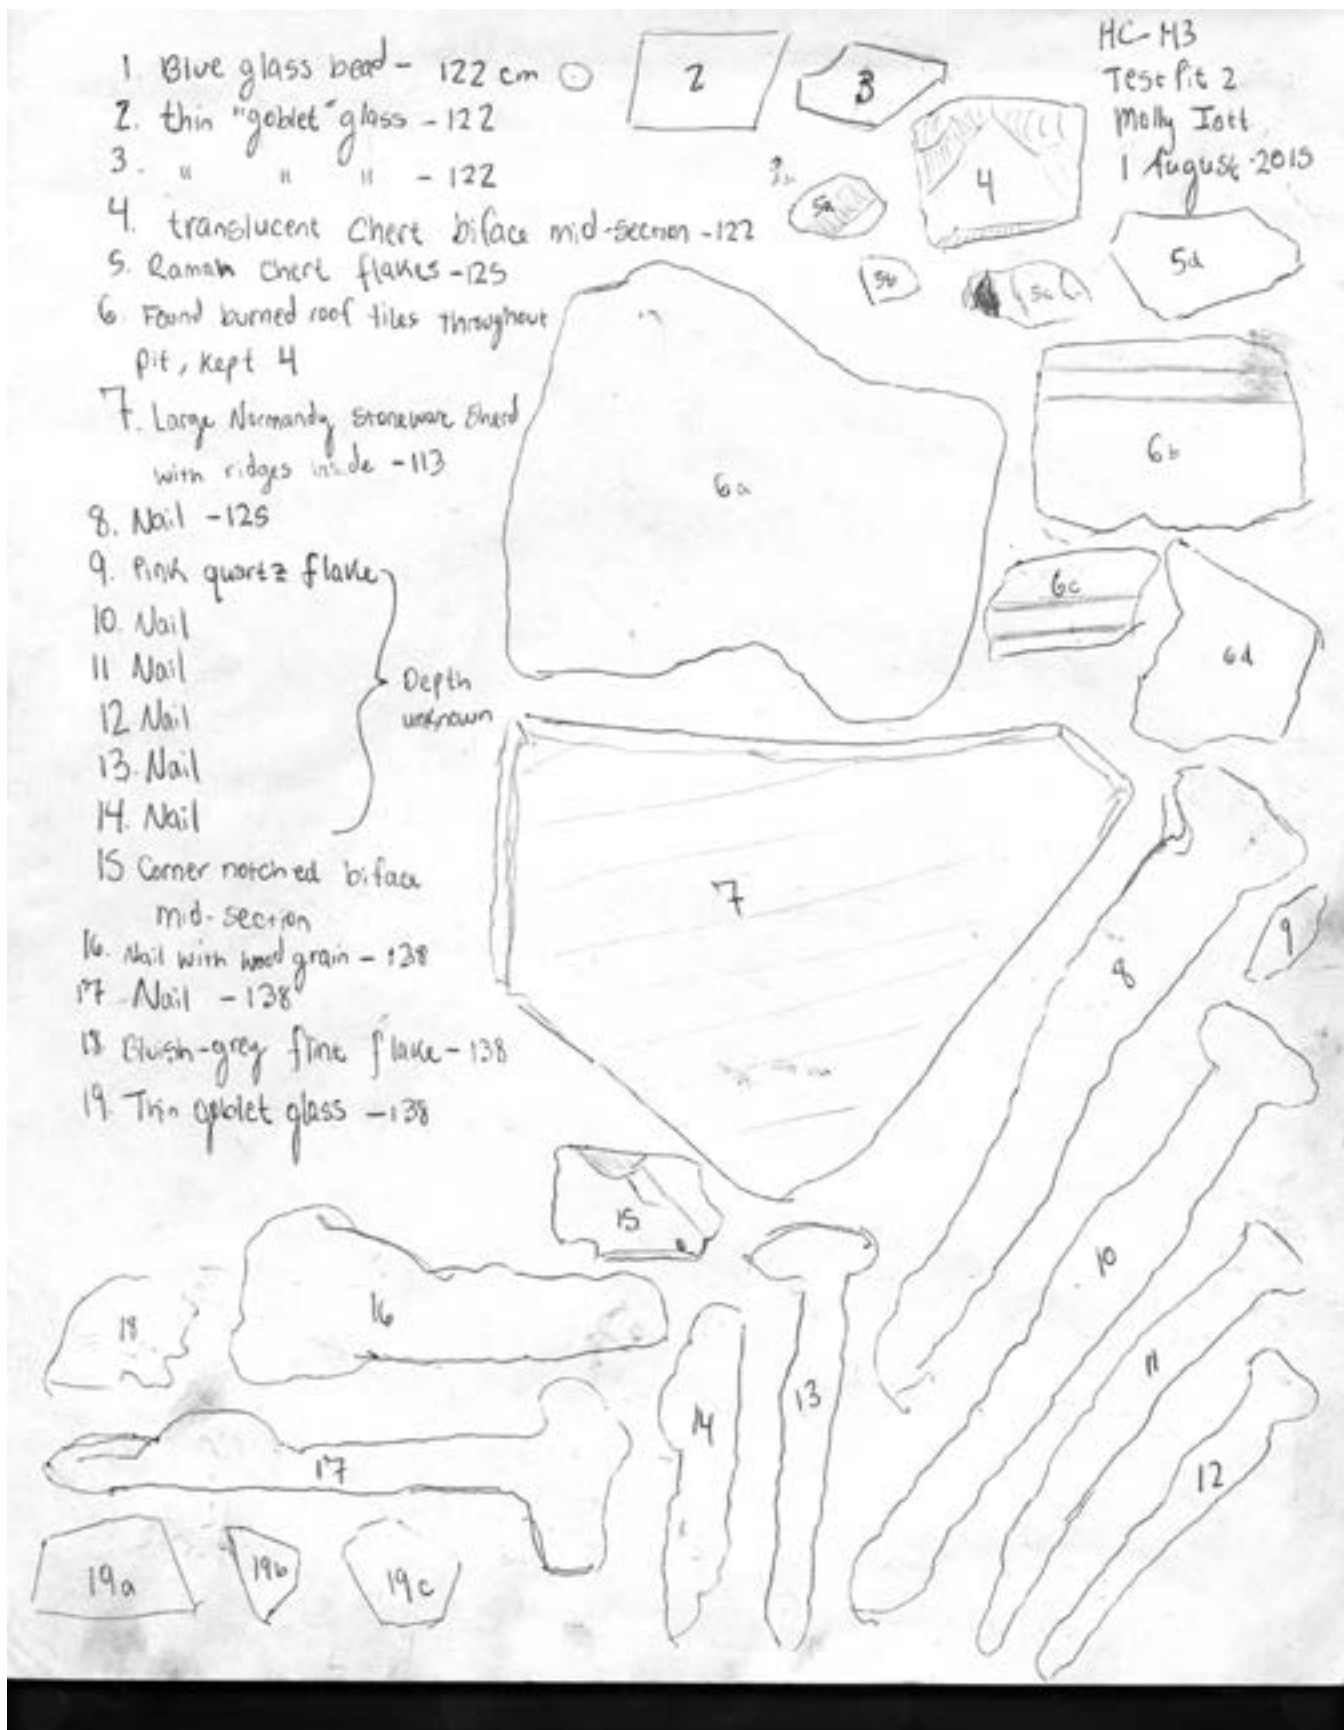 HC-M3
Test Pit 2
Molly Iott
1 August-2015
1. Blue glass bead - 122 cm
2. thin "goblet" glass - 122
3. " " " - 122
4. translucent Chert biface mid-section -122
5. Ramah Chert flakes -125
6. Found burned roof tiles throughout
pit, kept 4
7. Large Normandy Stoneware Sherd
with ridges inside -113
8. Nail -125
9. Pink quartz flake
10. Nail
11 Nail
12 Nail
13. Nail
14. Nail
Depth
unknown
15 Corner notched biface
mid-section
16. Nail with wood grain - 138
17 Nail - 138
18 Bluish-grey flint flake - 138
19. Thin goblet glass - 138
2
3
4
5a
5b
5c
5d
6a
6b
6c
6d
7
8
9
10
11
12
13
14
15
16
17
18
19a
19b
19c